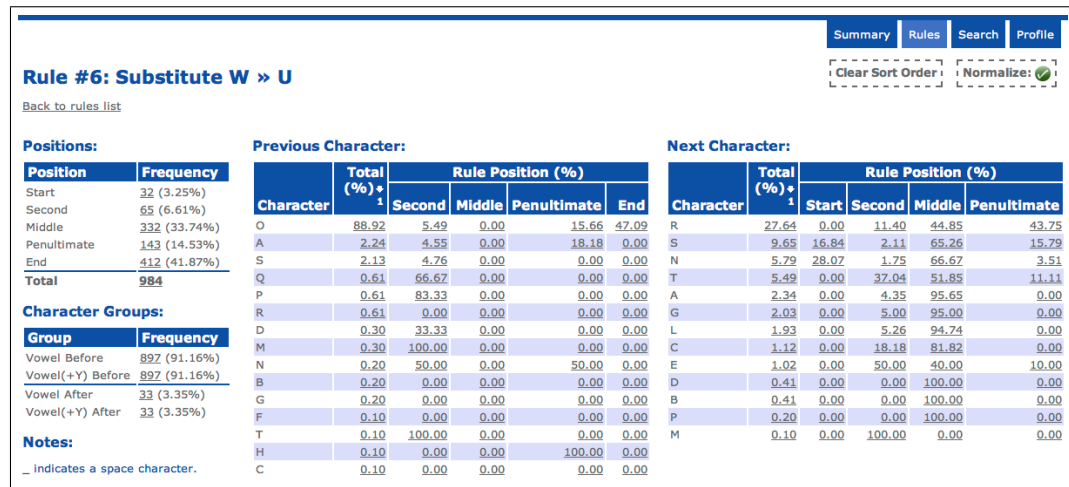 Summary Rules Search Profile
Rule #6: Substitute W » U
Clear Sort Order Normalize:
Back to rules list
Positions:
Position Frequency
Start 32 (3.25%)
Second 65 (6.61%)
Middle 332 (33.74%)
Penultimate 143 (14.53%)
End 412 (41.87%)
Total 984
Character Groups:
Group Frequency
Vowel Before 897 (91.16%)
Vowel(+Y) Before 897 (91.16%)
Vowel After 33 (3.35%)
Vowel(+Y) After 33 (3.35%)
Notes:
_ indicates a space character.
Previous Character:
Character Total (%) 1 Rule Position (%)
Second Middle Penultimate End
O 88.92 5.49 0.00 15.66 47.09
A 2.24 4.55 0.00 18.18 0.00
S 2.13 4.76 0.00 0.00 0.00
Q 0.61 66.67 0.00 0.00 0.00
P 0.61 83.33 0.00 0.00 0.00
R 0.61 0.00 0.00 0.00 0.00
D 0.30 33.33 0.00 0.00 0.00
M 0.30 100.00 0.00 0.00 0.00
N 0.20 50.00 0.00 50.00 0.00
B 0.20 0.00 0.00 0.00 0.00
G 0.20 0.00 0.00 0.00 0.00
F 0.10 0.00 0.00 0.00 0.00
T 0.10 100.00 0.00 0.00 0.00
H 0.10 0.00 0.00 100.00 0.00
C 0.10 0.00 0.00 0.00 0.00
Next Character:
Character Total (%) 1 Rule Position (%)
Start Second Middle Penultimate
R 27.64 0.00 11.40 44.85 43.75
S 9.65 16.84 2.11 65.26 15.79
N 5.79 28.07 1.75 66.67 3.51
T 5.49 0.00 37.04 51.85 11.11
A 2.34 0.00 4.35 95.65 0.00
G 2.03 0.00 5.00 95.00 0.00
L 1.93 0.00 5.26 94.74 0.00
C 1.12 0.00 18.18 81.82 0.00
E 1.02 0.00 50.00 40.00 10.00
D 0.41 0.00 0.00 100.00 0.00
B 0.41 0.00 0.00 100.00 0.00
P 0.20 0.00 0.00 100.00 0.00
M 0.10 0.00 100.00 0.00 0.00